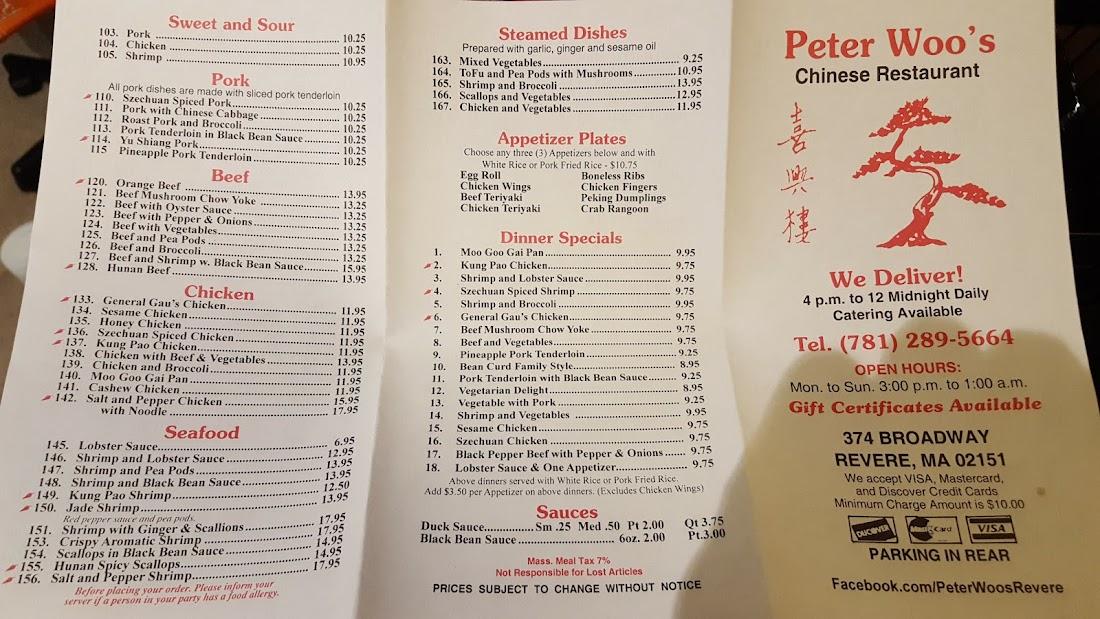 Sweet and Sour
103. Pork 10.25
104. Chicken 10.25
105. Shrimp 10.95
Pork
All pork dishes are made with sliced pork tenderloin
110. Szechuan Spiced Pork 10.25
111. Pork with Chinese Cabbage 10.25
112. Roast Pork and Broccoli 10.25
113. Pork Tenderloin in Black Bean Sauce 10.25
114. Yu Shiang Pork 10.25
115 Pineapple Pork Tenderloin 10.25
Beef
120. Orange Beef 13.95
121. Beef Mushroom Chow Yoke 13.25
122. Beef with Oyster Sauce 13.25
123. Beef with Pepper & Onions 13.25
124. Beef with Vegetables 13.25
125. Beef and Pea Pods 13.25
126. Beef and Broccoli 13.25
127. Beef and Shrimp w. Black Bean Sauce 15.95
128. Hunan Beef 13.95
Chicken
133. General Gau's Chicken 11.95
134. Sesame Chicken 11.95
135. Honey Chicken 11.95
136. Szechuan Spiced Chicken 11.95
137. Kung Pao Chicken 11.95
138. Chicken with Beef & Vegetables 13.95
139. Chicken and Broccoli 11.95
140. Moo Goo Gai Pan 11.95
141. Cashew Chicken 11.95
142. Salt and Pepper Chicken 15.95
with Noodle 17.95
Seafood
145. Lobster Sauce 6.95
146. Shrimp and Lobster Sauce 12.95
147. Shrimp and Pea Pods 13.95
148. Shrimp and Black Bean Sauce 13.95
149. Kung Pao Shrimp 12.50
150. Jade Shrimp 13.95
Red pepper sauce and pea pods.
151. Shrimp with Ginger & Scallions 17.95
153. Crispy Aromatic Shrimp 17.95
154. Scallops in Black Bean Sauce 14.95
155. Hunan Spicy Scallops 14.95
156. Salt and Pepper Shrimp 17.95
Before placing your order. Please inform your
server if a person in your party has a food allergy.
Steamed Dishes
Prepared with garlic, ginger and sesame oil
163. Mixed Vegetables 9.25
164. ToFu and Pea Pods with Mushrooms 10.95
165. Shrimp and Broccoli 13.95
166. Scallops and Vegetables 12.95
167. Chicken and Vegetables 11.95
Appetizer Plates
Choose any three (3) Appetizers below and with
White Rice or Pork Fried Rice - $10.75
Egg Roll Boneless Ribs
Chicken Wings Chicken Fingers
Beef Teriyaki Peking Dumplings
Chicken Teriyaki Crab Rangoon
Dinner Specials
1. Moo Goo Gai Pan 9.95
2. Kung Pao Chicken 9.75
3. Shrimp and Lobster Sauce 9.95
4. Szechuan Spiced Shrimp 9.75
5. Shrimp and Broccoli 9.95
6. General Gau's Chicken 9.75
7. Beef Mushroom Chow Yoke 9.75
8. Beef and Vegetables 9.75
9. Pineapple Pork Tenderloin 9.25
10. Bean Curd Family Style 8.95
11. Pork Tenderloin with Black Bean Sauce 9.25
12. Vegetarian Delight 8.95
13. Vegetable with Pork 9.25
14. Shrimp and Vegetables 9.95
15. Sesame Chicken 9.75
16. Szechuan Chicken 9.75
17. Black Pepper Beef with Pepper & Onions 9.75
18. Lobster Sauce & One Appetizer 9.75
Above dinners served with White Rice or Pork Fried Rice.
Add $3.50 per Appetizer on above dinners. (Excludes Chicken Wings)
Sauces
Duck Sauce Sm .25 Med .50 Pt 2.00 Qt 3.75
Black Bean Sauce 6oz. 2.00 Pt.3.00
Mass. Meal Tax 7%
Not Responsible for Lost Articles
PRICES SUBJECT TO CHANGE WITHOUT NOTICE
Peter Woo's
Chinese Restaurant
喜
興
樓
We Deliver!
4 p.m. to 12 Midnight Daily
Catering Available
Tel. (781) 289-5664
OPEN HOURS:
Mon. to Sun. 3:00 p.m. to 1:00 a.m.
Gift Certificates Available
374 BROADWAY
REVERE, MA 02151
We accept VISA, Mastercard,
and Discover Credit Cards
Minimum Charge Amount is $10.00
DISCOVER MasterCard VISA
PARKING IN REAR
Facebook.com/PeterWoosRevere